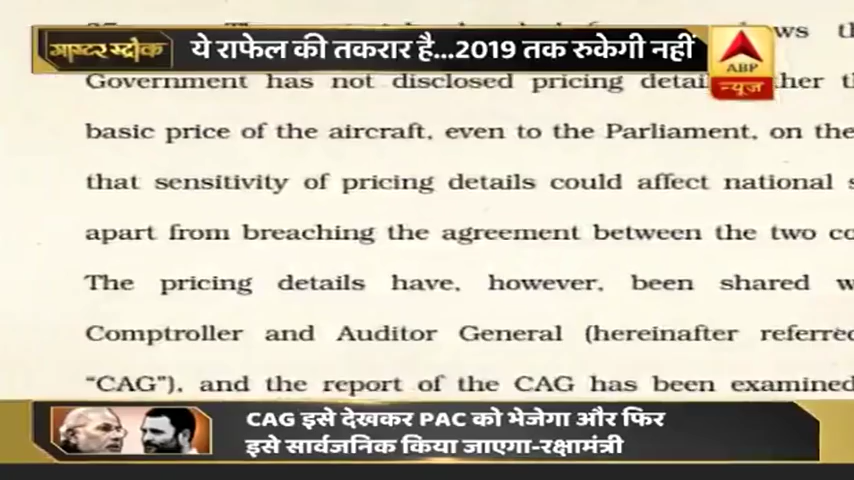 मास्टर स्ट्रोक
ये राफेल की तकरार है...2019 तक रुकेगी नहीं
ABP
न्यूज़
Government has not disclosed pricing
basic price of the aircraft, even to the Parliament, on the
that sensitivity of pricing details could affect national
apart from breaching the agreement between the two
The pricing details have, however, been shared
Comptroller and Auditor General (hereinafter
"CAG"), and the report of the CAG has been examined
CAG इसे देखकर PAC को भेजेगा और फिर
इसे सार्वजनिक किया जाएगा-रक्षामंत्री